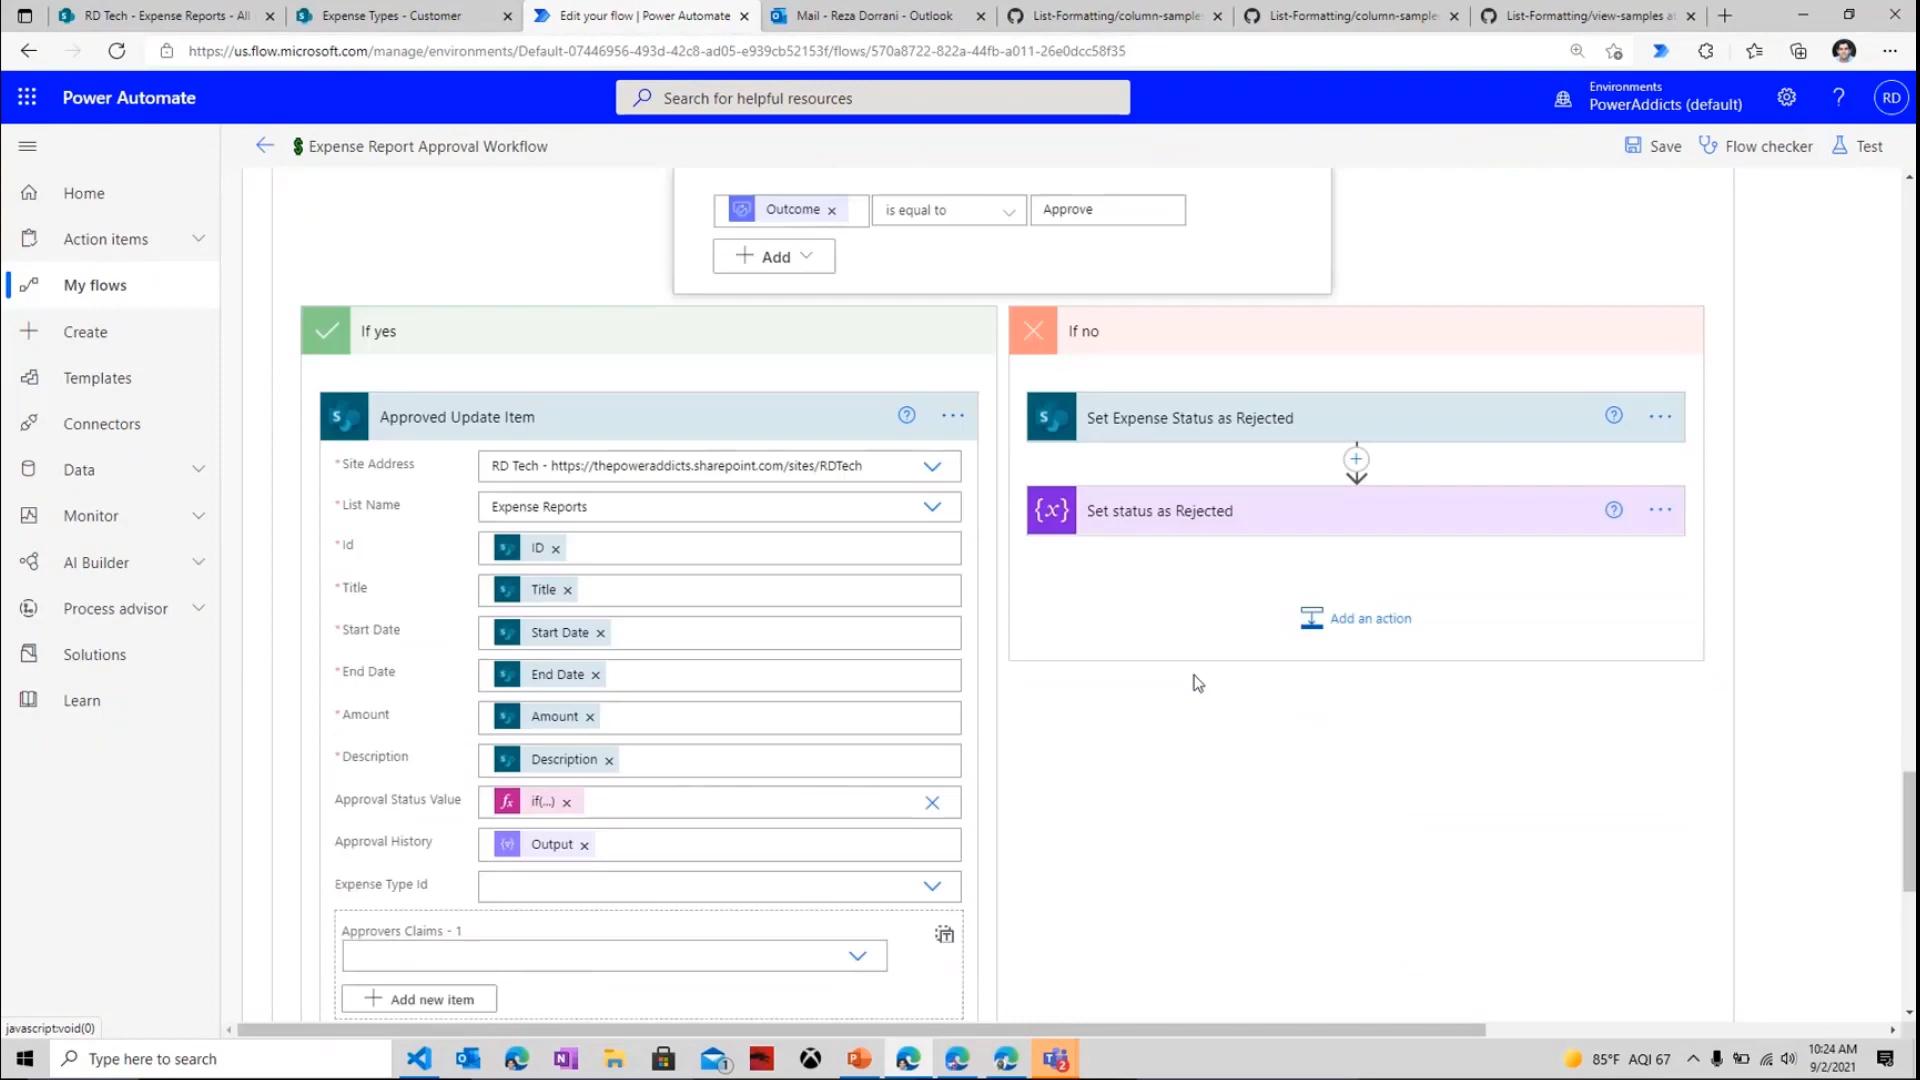 RD Tech - Expense Reports - All
Expense Types - Customer
Edit your flow | Power Automate
Mail - Reza Dorrani - Outlook
List-Formatting/column-sample
List-Formatting/column-sample
List-Formatting/view-samples at
https://us.flow.microsoft.com/manage/environments/Default-07446956-493d-42c8-ad05-e939cb52153f/flows/570a8722-822a-44fb-a011-26e0dcc58f35
Power Automate
Search for helpful resources
Environments
PowerAddicts (default)
RD
Expense Report Approval Workflow
Save
Flow checker
Test
Home
Action items
My flows
Create
Templates
Connectors
Data
Monitor
AI Builder
Process advisor
Solutions
Learn
Outcome
is equal to
Approve
Add
If yes
Approved Update Item
*Site Address
RD Tech - https://thepoweraddicts.sharepoint.com/sites/RDTech
*List Name
Expense Reports
*Id
ID
*Title
Title
*Start Date
Start Date
*End Date
End Date
*Amount
Amount
*Description
Description
Approval Status Value
fx
if(...)
Approval History
Output
Expense Type Id
Approvers Claims - 1
Add new item
If no
Set Expense Status as Rejected
{x}
Set status as Rejected
Add an action
javascript:void(0)
Type here to search
85°F AQI 67
10:24 AM
9/2/2021